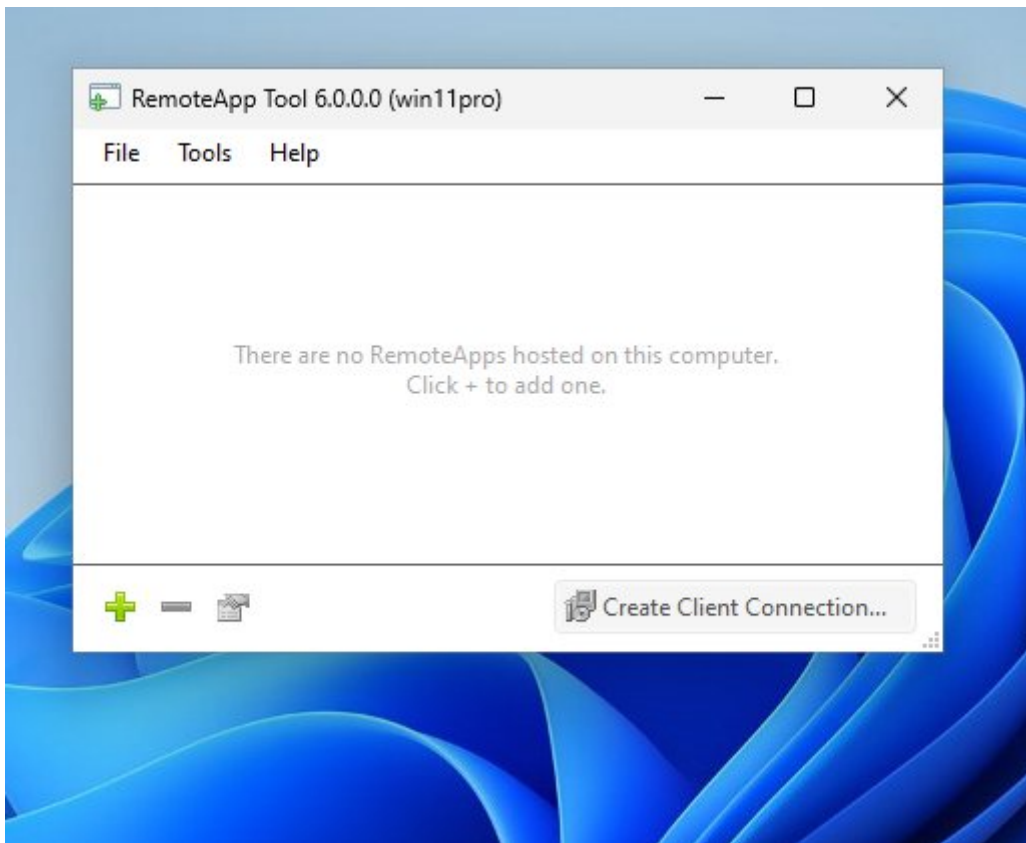 RemoteApp Tool 6.0.0.0 (win11pro)
File Tools Help
There are no RemoteApps hosted on this computer.
Click + to add one.
Create Client Connection...